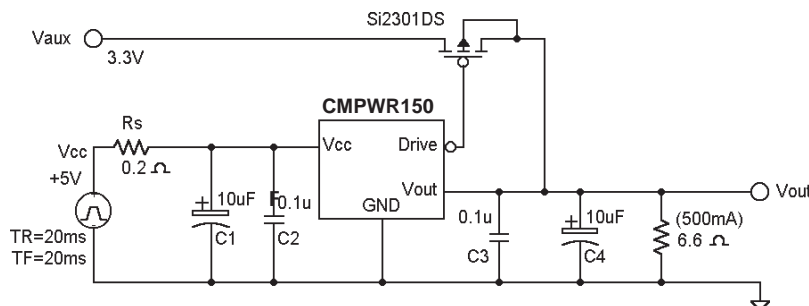 Si2301DS
Vaux
3.3V
CMPWR150
Rs
Vcc
0.2 Ω
+5V
Vcc
Drive
Vout
GND
+
10uF
F0.1u
C1
C2
TR=20ms
TF=20ms
0.1u
C3
+
10uF
C4
(500mA)
6.6 Ω
Vout
+